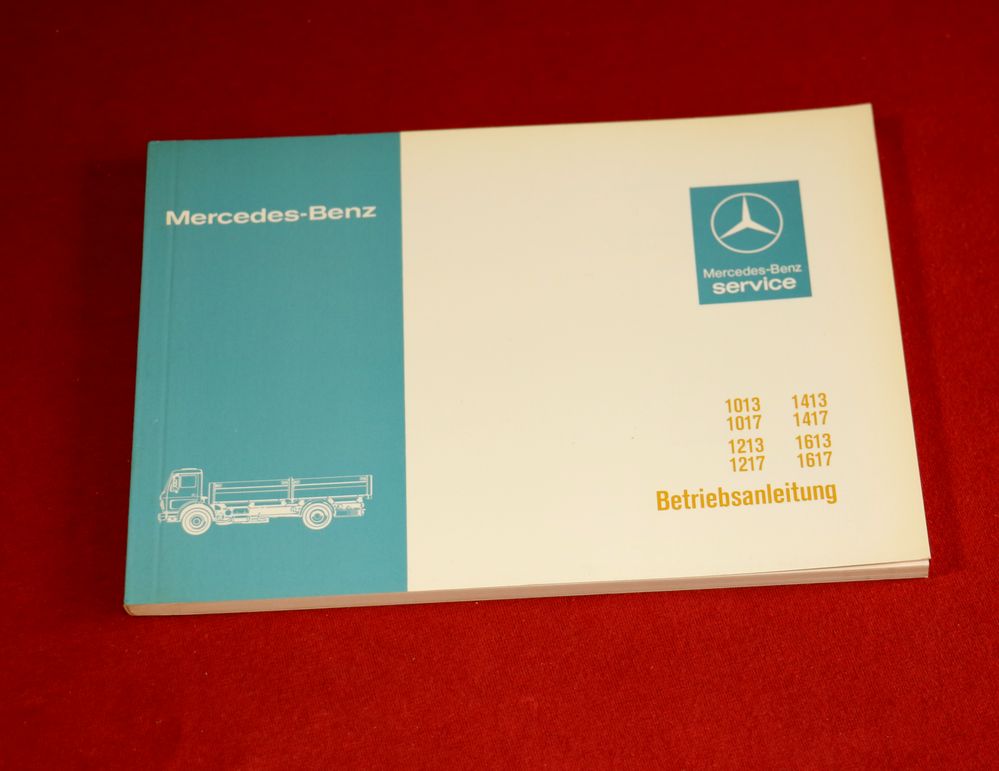 Mercedes-Benz
Mercedes-Benz
service
1013 1413
1017 1417
1213 1613
1217 1617
Betriebsanleitung